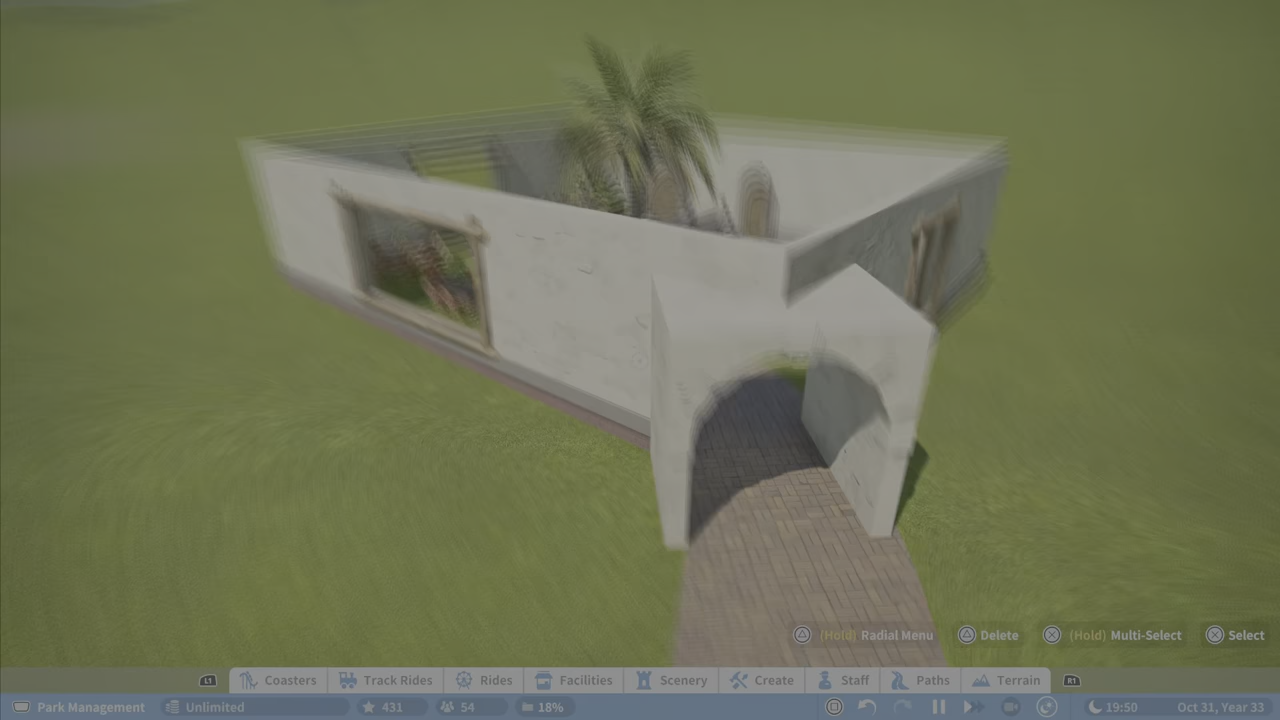 (Hold) Radial Menu Delete (Hold) Multi-Select Select
L1 Coasters Track Rides Rides Facilities Scenery Create Staff Paths Terrain R1
Park Management Unlimited 431 54 18% 19:50 Oct 31, Year 33